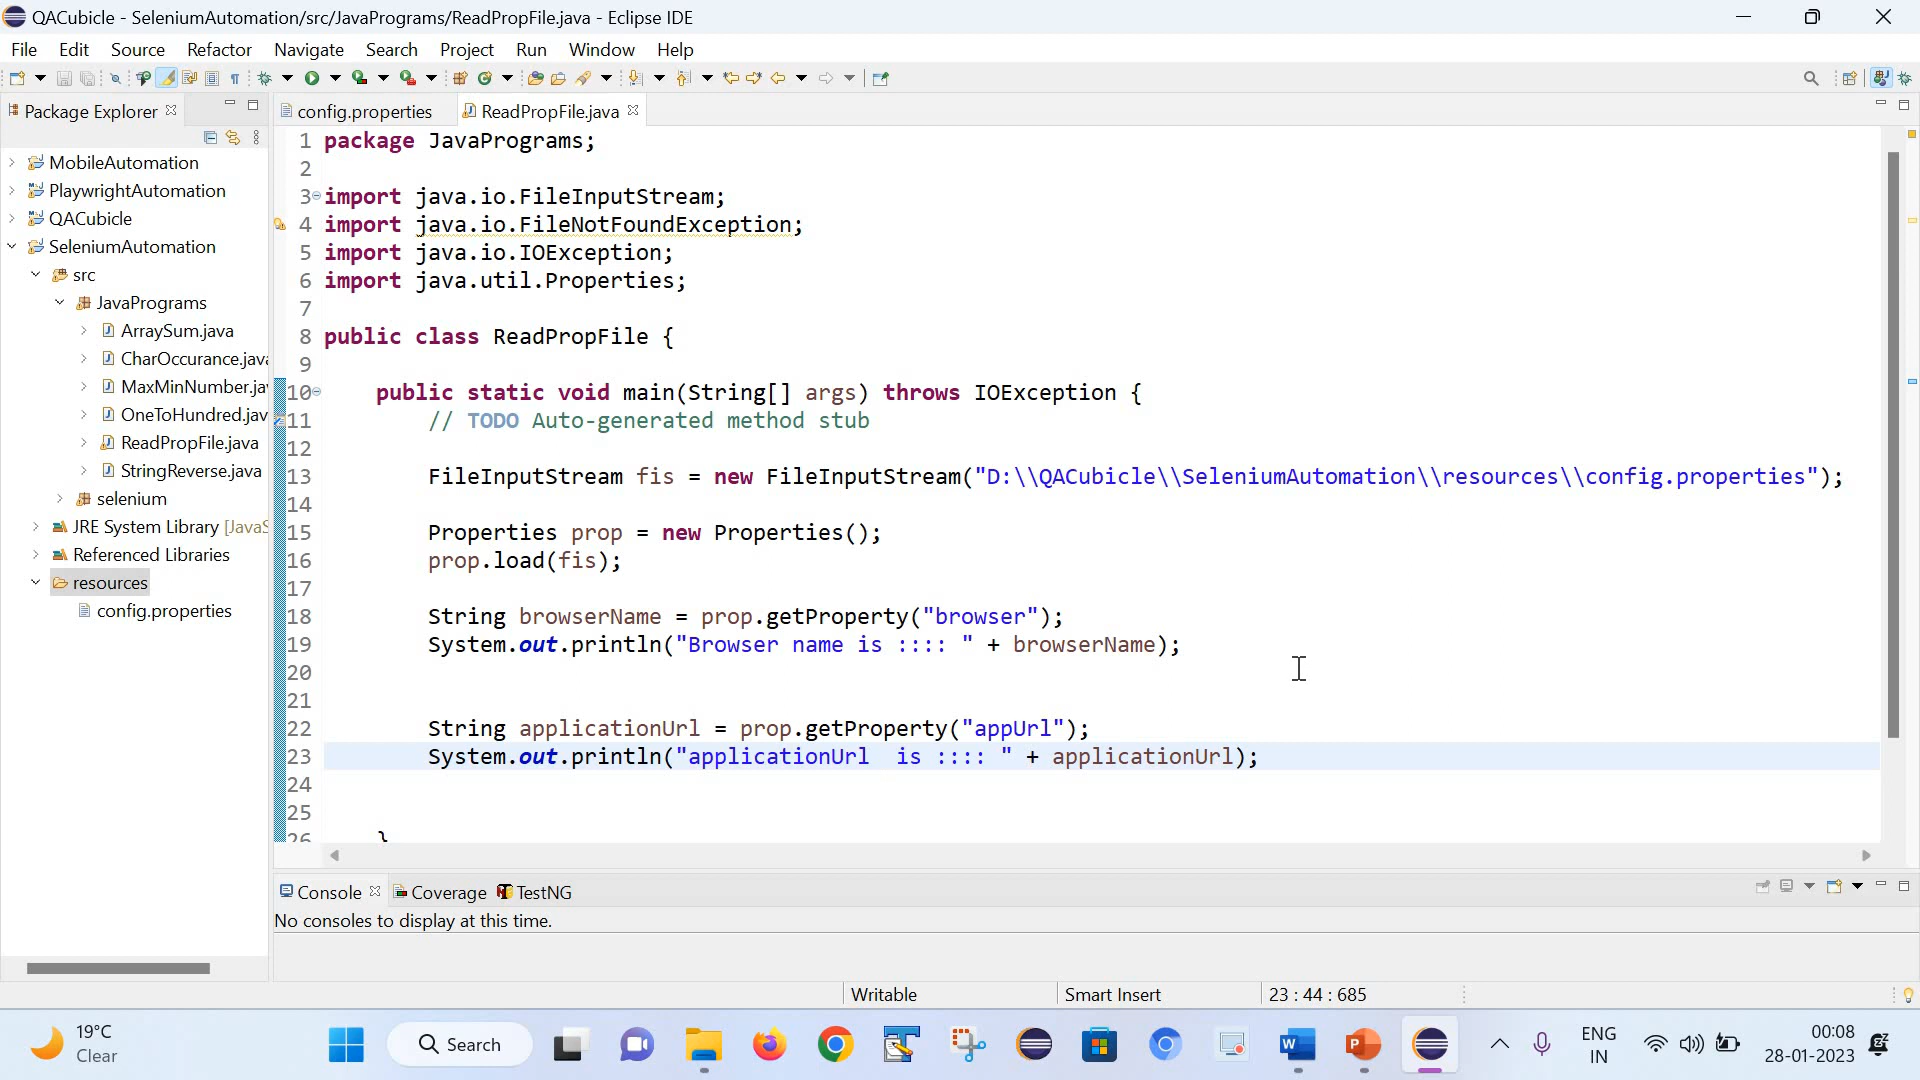 QACubicle - SeleniumAutomation/src/JavaPrograms/ReadPropFile.java - Eclipse IDE
File Edit Source Refactor Navigate Search Project Run Window Help
Package Explorer
MobileAutomation
PlaywrightAutomation
QACubicle
SeleniumAutomation
src
JavaPrograms
ArraySum.java
CharOccurance.java
MaxMinNumber.ja
OneToHundred.jav
ReadPropFile.java
StringReverse.java
selenium
JRE System Library [JavaS
Referenced Libraries
resources
config.properties
config.properties ReadPropFile.java
1 package JavaPrograms;
2
3 import java.io.FileInputStream;
4 import java.io.FileNotFoundException;
5 import java.io.IOException;
6 import java.util.Properties;
7
8 public class ReadPropFile {
9
10 public static void main(String[] args) throws IOException {
11 // TODO Auto-generated method stub
12
13 FileInputStream fis = new FileInputStream("D:\\QACubicle\\SeleniumAutomation\\resources\\config.properties");
14
15 Properties prop = new Properties();
16 prop.load(fis);
17
18 String browserName = prop.getProperty("browser");
19 System.out.println("Browser name is :::: " + browserName);
20
21
22 String applicationUrl = prop.getProperty("appUrl");
23 System.out.println("applicationUrl  is :::: " + applicationUrl);
24
25
26 }
Console Coverage TestNG
No consoles to display at this time.
Writable Smart Insert 23 : 44 : 685
19°C
Clear
Search
ENG
IN
00:08
28-01-2023